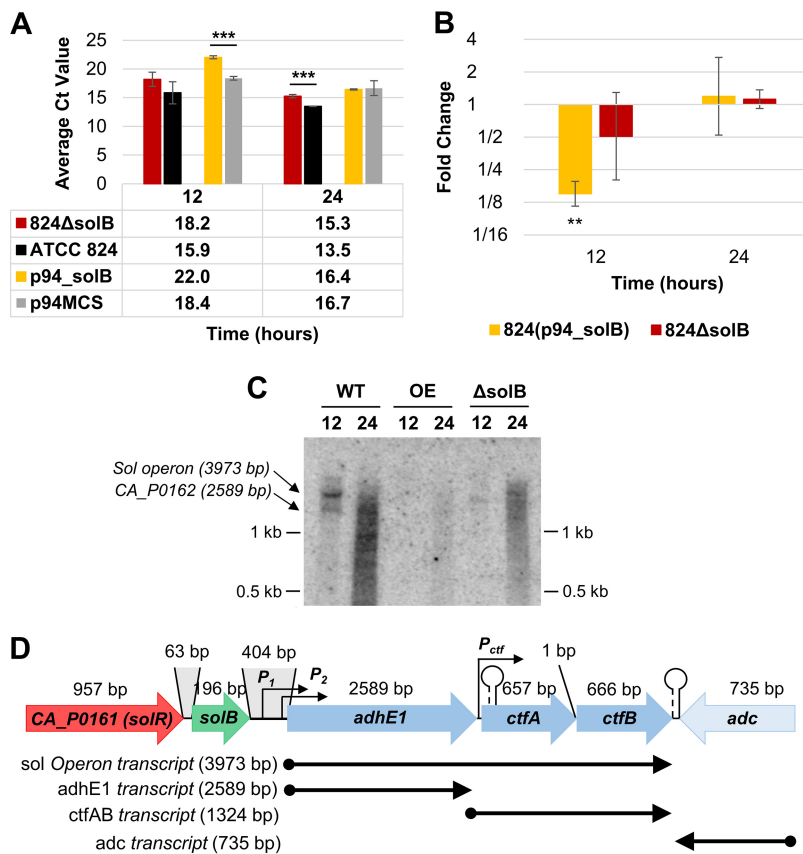 A
Average Ct Value
25
20
15
10
5
0
***
***
12 24
824ΔsolB 18.2 15.3
ATCC 824 15.9 13.5
p94_solB 22.0 16.4
p94MCS 18.4 16.7
Time (hours)
B
Fold Change
4
2
1
1/2
1/4
1/8
1/16
**
12 24
Time (hours)
824(p94_solB) 824ΔsolB
C
WT OE ΔsolB
12 24 12 24 12 24
Sol operon (3973 bp)
CA_P0162 (2589 bp)
1 kb 1 kb
0.5 kb 0.5 kb
D
63 bp 404 bp Pctf 1 bp
P1 P2
957 bp 196 bp 2589 bp 657 bp 666 bp 735 bp
CA_P0161 (solR) solB adhE1 ctfA ctfB adc
sol Operon transcript (3973 bp)
adhE1 transcript (2589 bp)
ctfAB transcript (1324 bp)
adc transcript (735 bp)